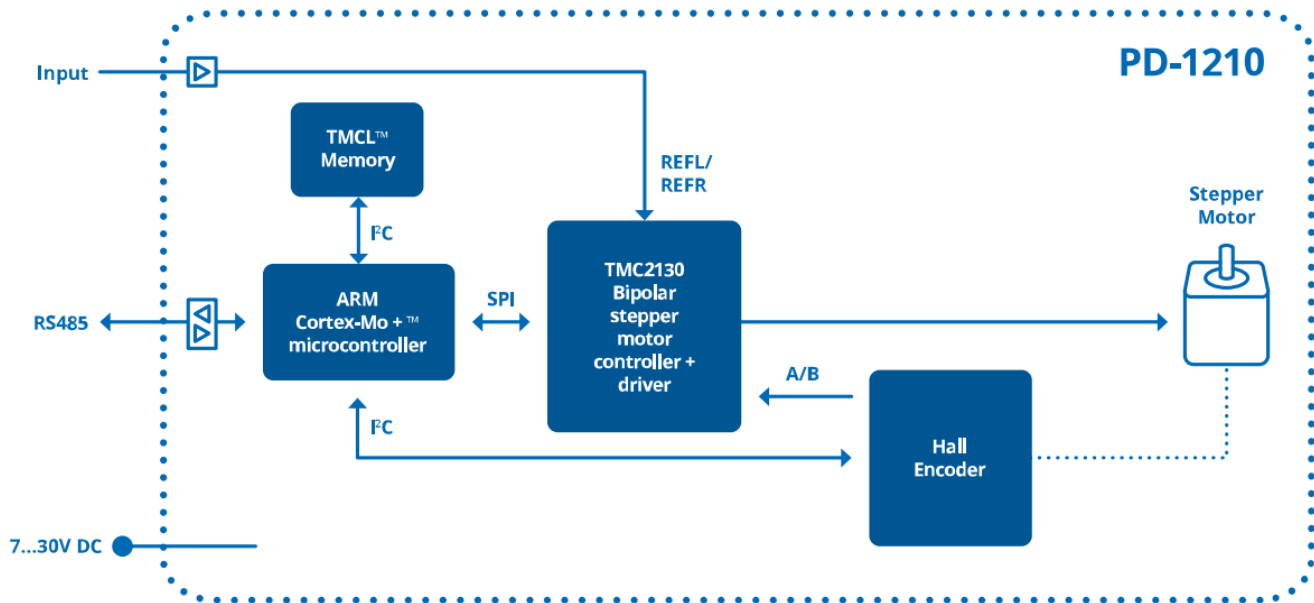 PD-1210
Input
TMCL™
Memory
REFL/
REFR
Stepper
Motor
I²C
TMC2130
Bipolar
stepper
motor
controller +
driver
ARM
Cortex-Mo + ™
microcontroller
SPI
RS485
A/B
I²C
Hall
Encoder
7...30V DC